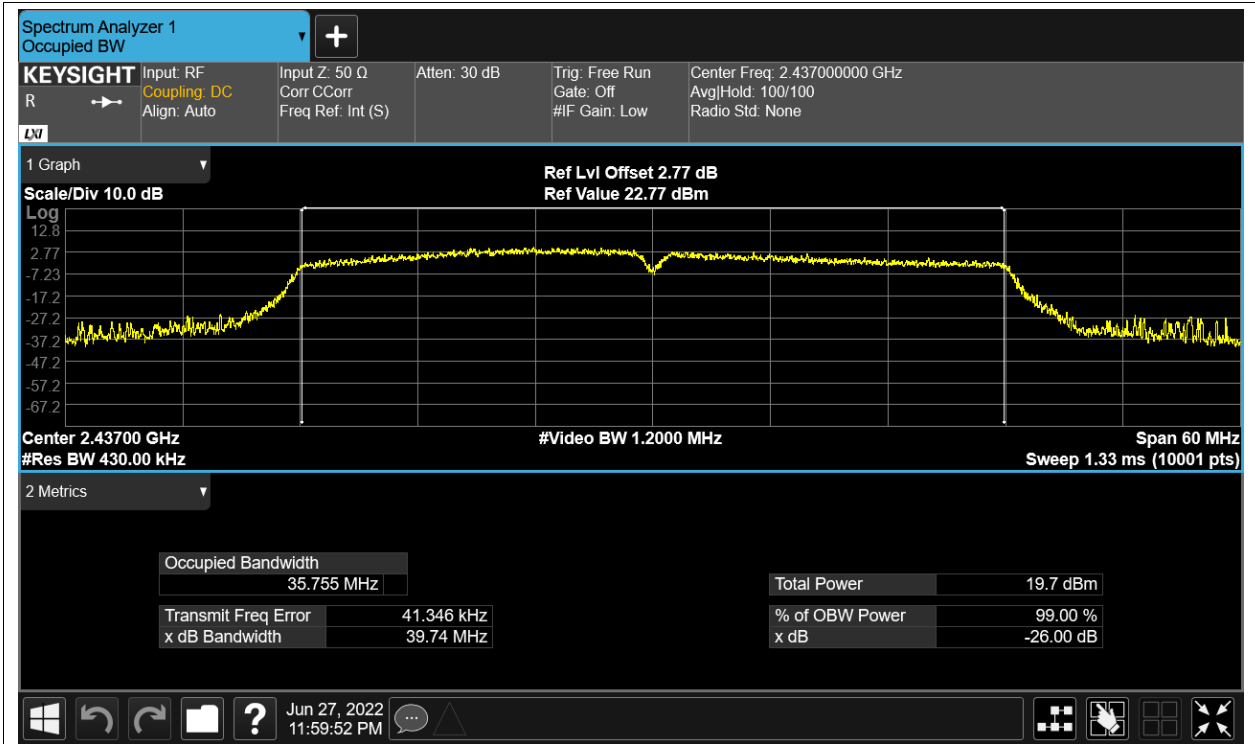 Spectrum Analyzer 1
Occupied BW
KEYSIGHT
R
LXI
Input: RF
Coupling: DC
Align: Auto
Input Z: 50 Ω
Corr CCorr
Freq Ref: Int (S)
Atten: 30 dB
Trig: Free Run
Gate: Off
#IF Gain: Low
Center Freq: 2.437000000 GHz
Avg|Hold: 100/100
Radio Std: None
1 Graph
Scale/Div 10.0 dB
Ref Lvl Offset 2.77 dB
Ref Value 22.77 dBm
Log
12.8
2.77
-7.23
-17.2
-27.2
-37.2
-47.2
-57.2
-67.2
Center 2.43700 GHz
#Video BW 1.2000 MHz
Span 60 MHz
#Res BW 430.00 kHz
Sweep 1.33 ms (10001 pts)
2 Metrics
Occupied Bandwidth
35.755 MHz
Total Power 19.7 dBm
Transmit Freq Error 41.346 kHz
% of OBW Power 99.00 %
x dB Bandwidth 39.74 MHz
x dB -26.00 dB
?
Jun 27, 2022
11:59:52 PM